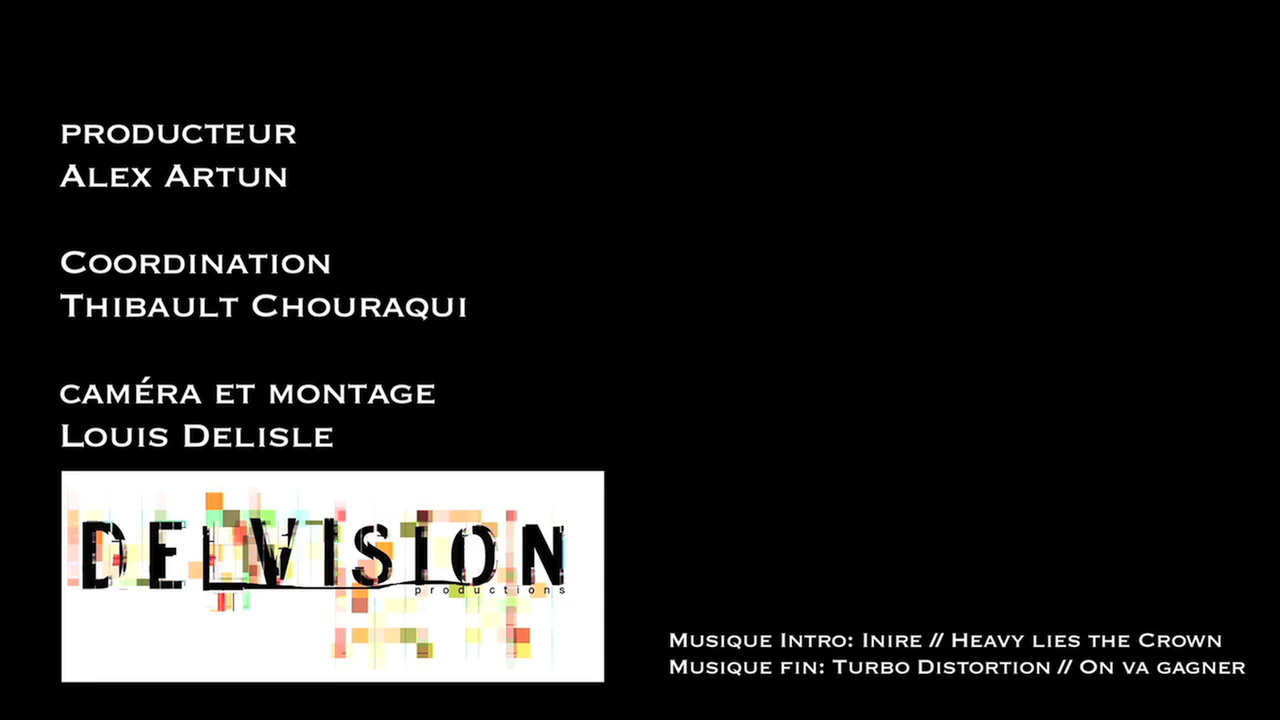 PRODUCTEUR
ALEX ARTUN
COORDINATION
THIBAULT CHOURAQUI
CAMÉRA ET MONTAGE
LOUIS DELISLE
DELVISION
productions
MUSIQUE INTRO: INIRE // HEAVY LIES THE CROWN
MUSIQUE FIN: TURBO DISTORTION // ON VA GAGNER